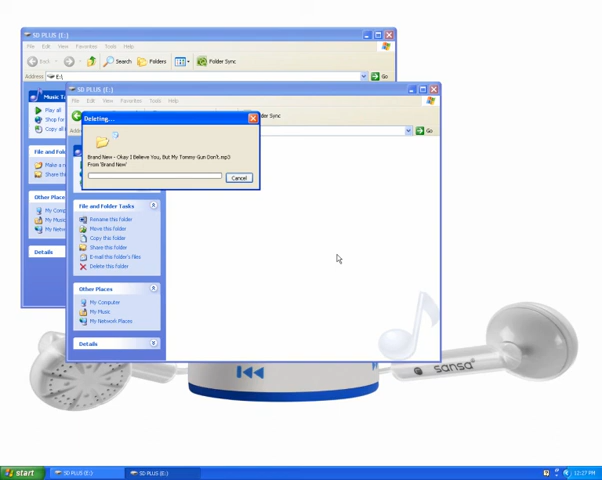 SD PLUS (E:)
File Edit View Favorites Tools Help
Back Search Folders Folder Sync
Address E:\ Go
Music Ta
Play all
Shop for
Copy all
File and Fol
Make a n
Share thi
Other Places
My Comp
My Music
My Netw
Details
SD PLUS (E:)
File Edit View Favorites Tools Help
der Sync
Go
Deleting...
Brand New - Okay I Believe You, But My Tommy Gun Don't.mp3
From 'Brand New'
Cancel
File and Folder Tasks
Rename this folder
Move this folder
Copy this folder
Share this folder
E-mail this folder's files
Delete this folder
Other Places
My Computer
My Music
My Network Places
Details
sansa
start SD PLUS (E:) SD PLUS (E:) 12:27 PM